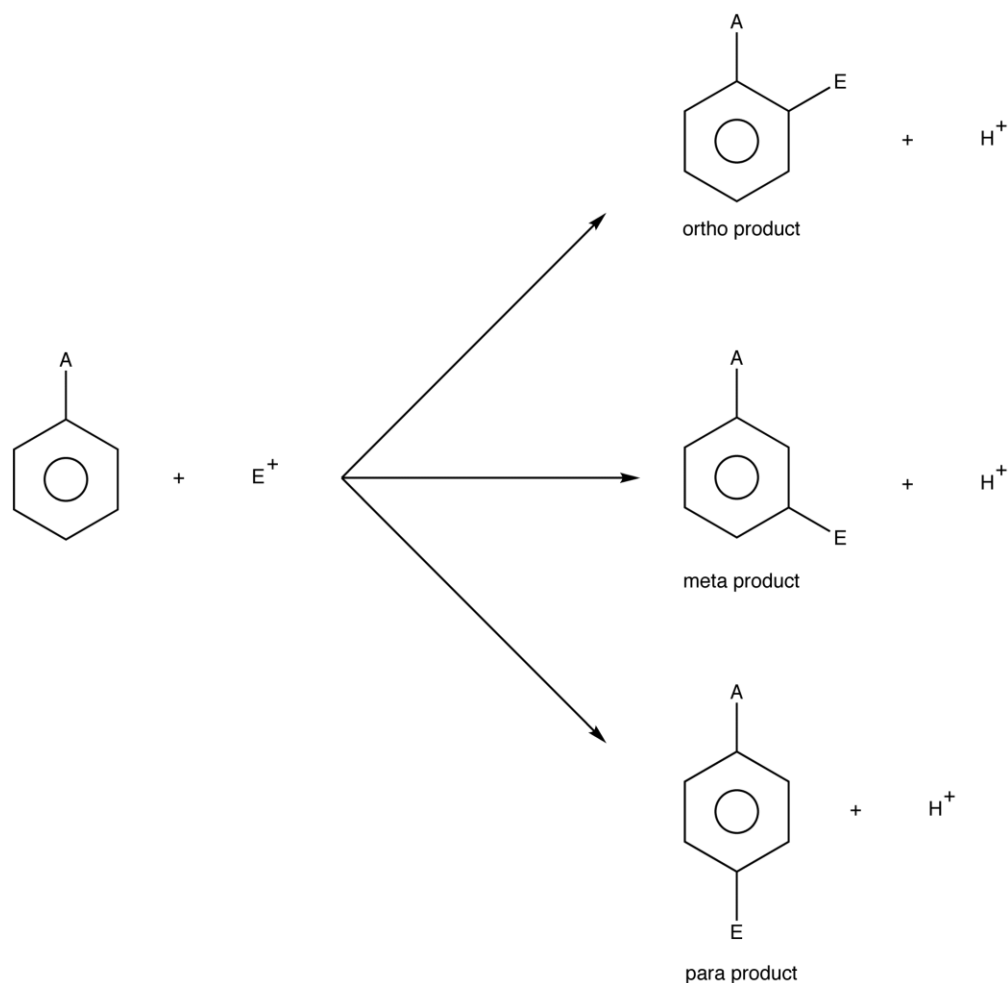 A
E
+ H+
ortho product
A
+ E+
A
+ H+
E
meta product
A
+ H+
E
para product